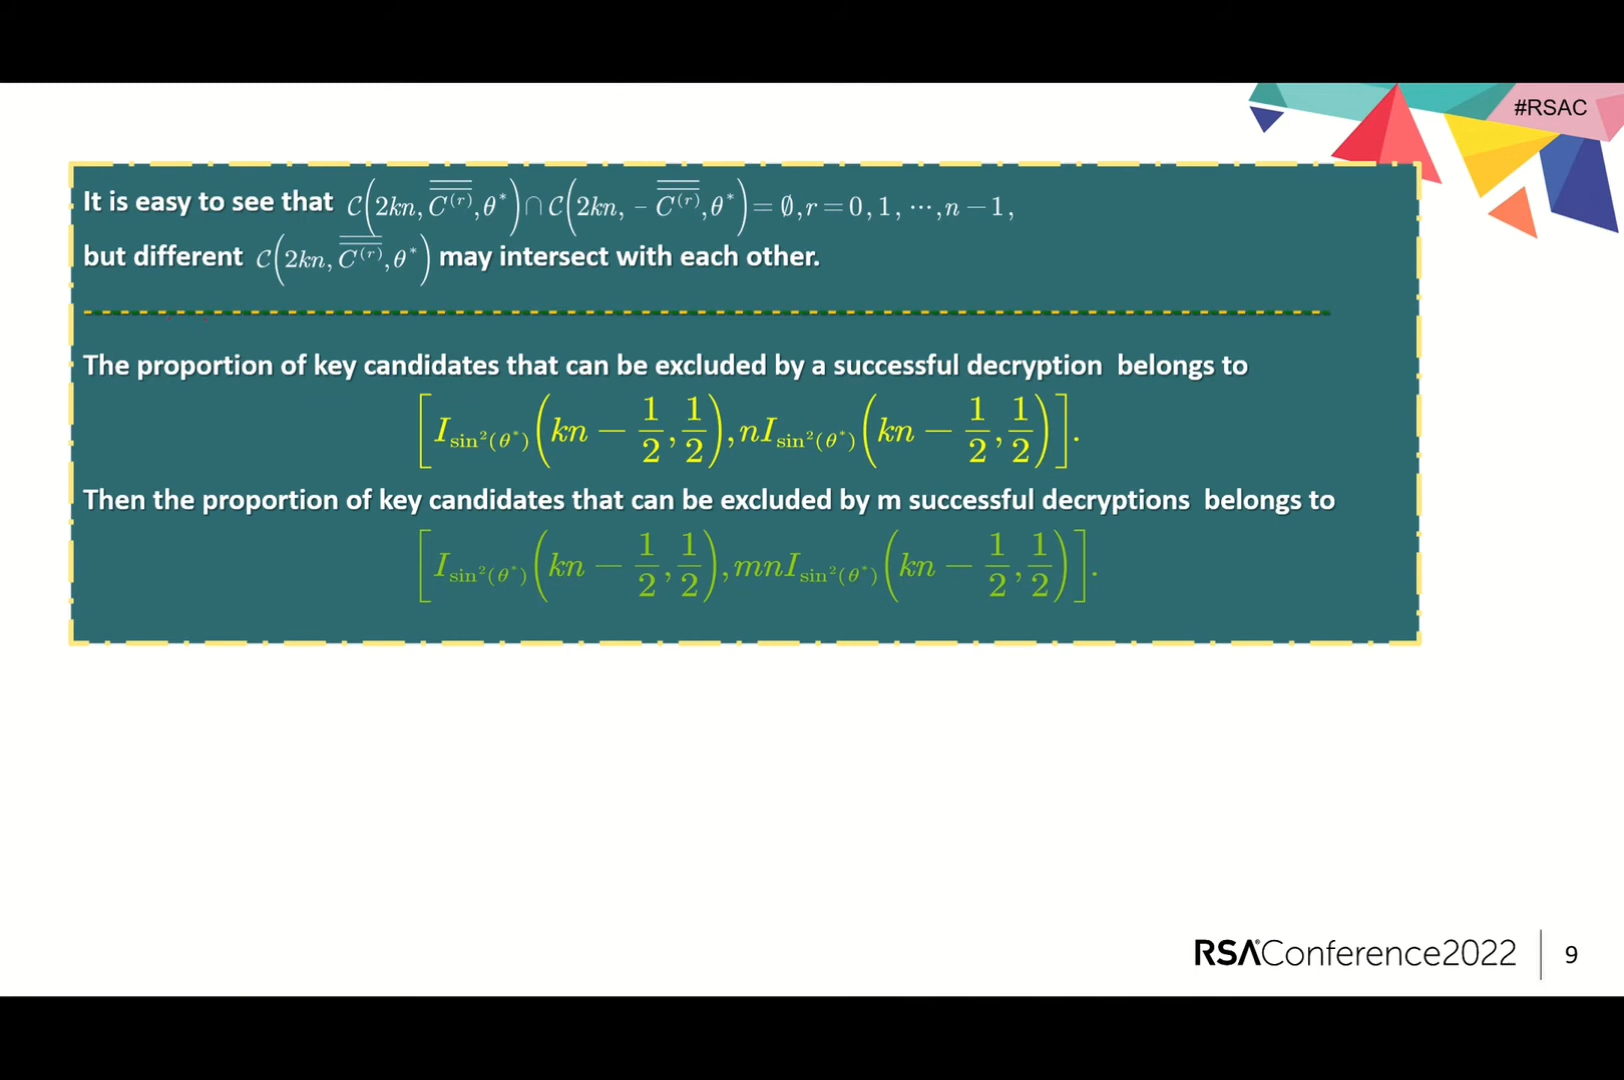 #RSAC
It is easy to see that $\mathcal{C}\left(2kn, \overline{\overline{C^{(r)}}}, \theta^*\right) \cap \mathcal{C}\left(2kn, -\overline{\overline{C^{(r)}}}, \theta^*\right) = \emptyset, r = 0, 1, \cdots, n-1,$
but different $\mathcal{C}\left(2kn, \overline{\overline{C^{(r)}}}, \theta^*\right)$ may intersect with each other.
The proportion of key candidates that can be excluded by a successful decryption belongs to
$\left[I_{\sin^2(\theta^*)}\left(kn - \frac{1}{2}, \frac{1}{2}\right), nI_{\sin^2(\theta^*)}\left(kn - \frac{1}{2}, \frac{1}{2}\right)\right].$
Then the proportion of key candidates that can be excluded by m successful decryptions belongs to
$\left[I_{\sin^2(\theta^*)}\left(kn - \frac{1}{2}, \frac{1}{2}\right), mnI_{\sin^2(\theta^*)}\left(kn - \frac{1}{2}, \frac{1}{2}\right)\right].$
RSAConference2022 9